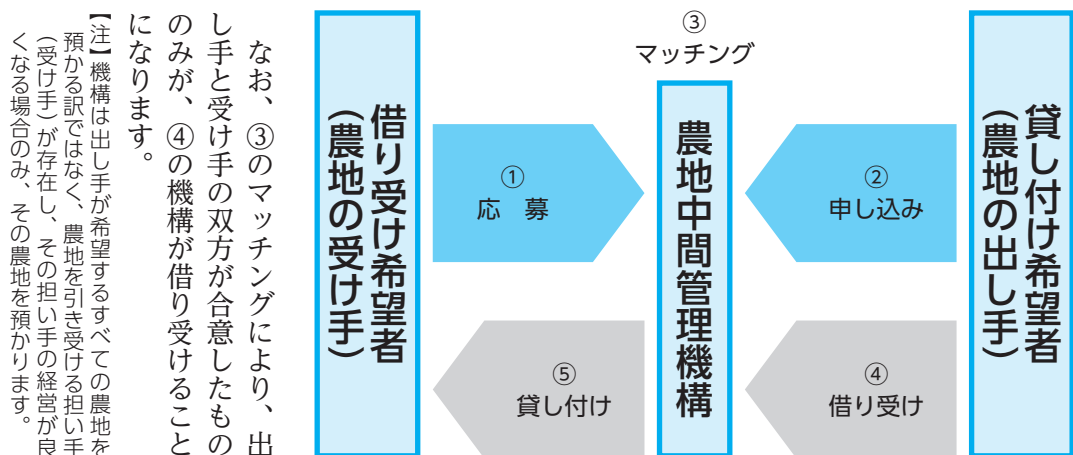 貸し付け希望者
（農地の出し手）
②
申し込み
④
借り受け
③
マッチング
農地中間管理機構
①
応　募
⑤
貸し付け
借り受け希望者
（農地の受け手）
なお、③のマッチングにより、出
し手と受け手の双方が合意したもの
のみが、④の機構が借り受けること
になります。
【注】機構は出し手が希望するすべての農地を
預かる訳ではなく、農地を引き受ける担い手
（受け手）が存在し、その担い手の経営が良
くなる場合のみ、その農地を預かります。